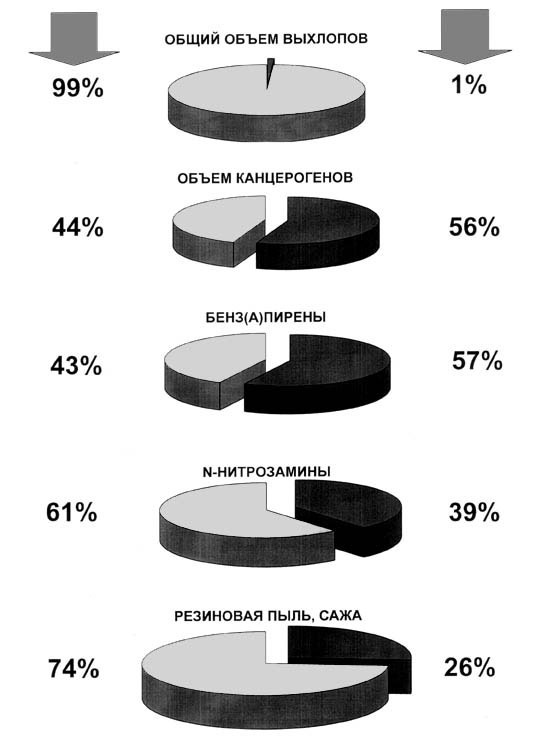 ОБЩИЙ ОБЪЕМ ВЫХЛОПОВ
99%
1%
ОБЪЕМ КАНЦЕРОГЕНОВ
44%
56%
БЕНЗ(А)ПИРЕНЫ
43%
57%
N-НИТРОЗАМИНЫ
61%
39%
РЕЗИНОВАЯ ПЫЛЬ, САЖА
74%
26%